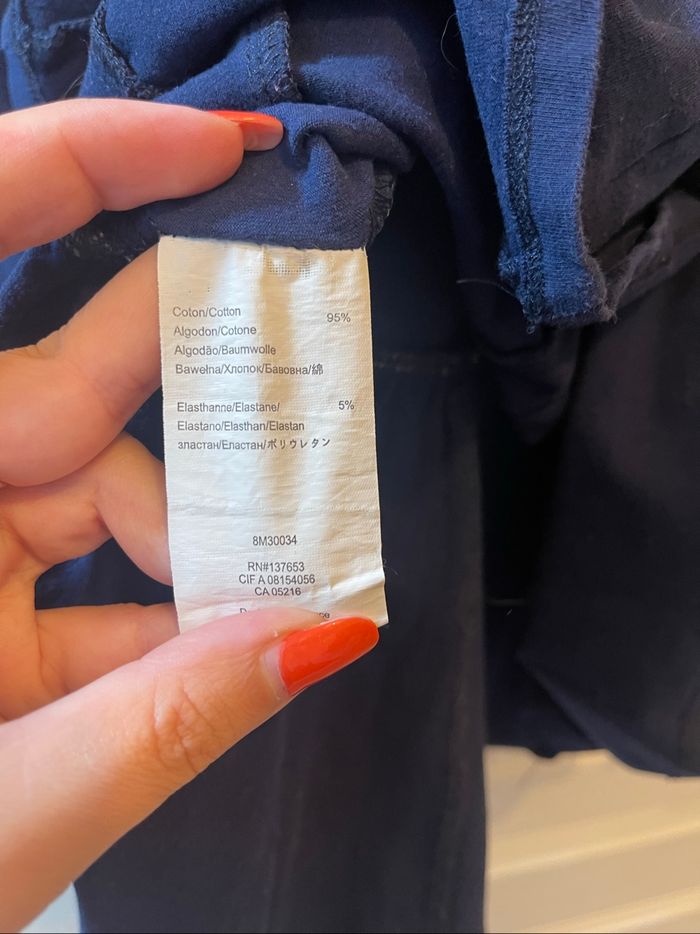 Coton/Cotton 95%
Algodon/Cotone
Algodão/Baumwolle
Bawełna/Хлопок/Бавовна/綿
Elasthanne/Elastane/ 5%
Elastano/Elasthan/Elastan
эластан/Еластан/ポリウレタン
8M30034
RN#137653
CIF A 08154056
CA 05216